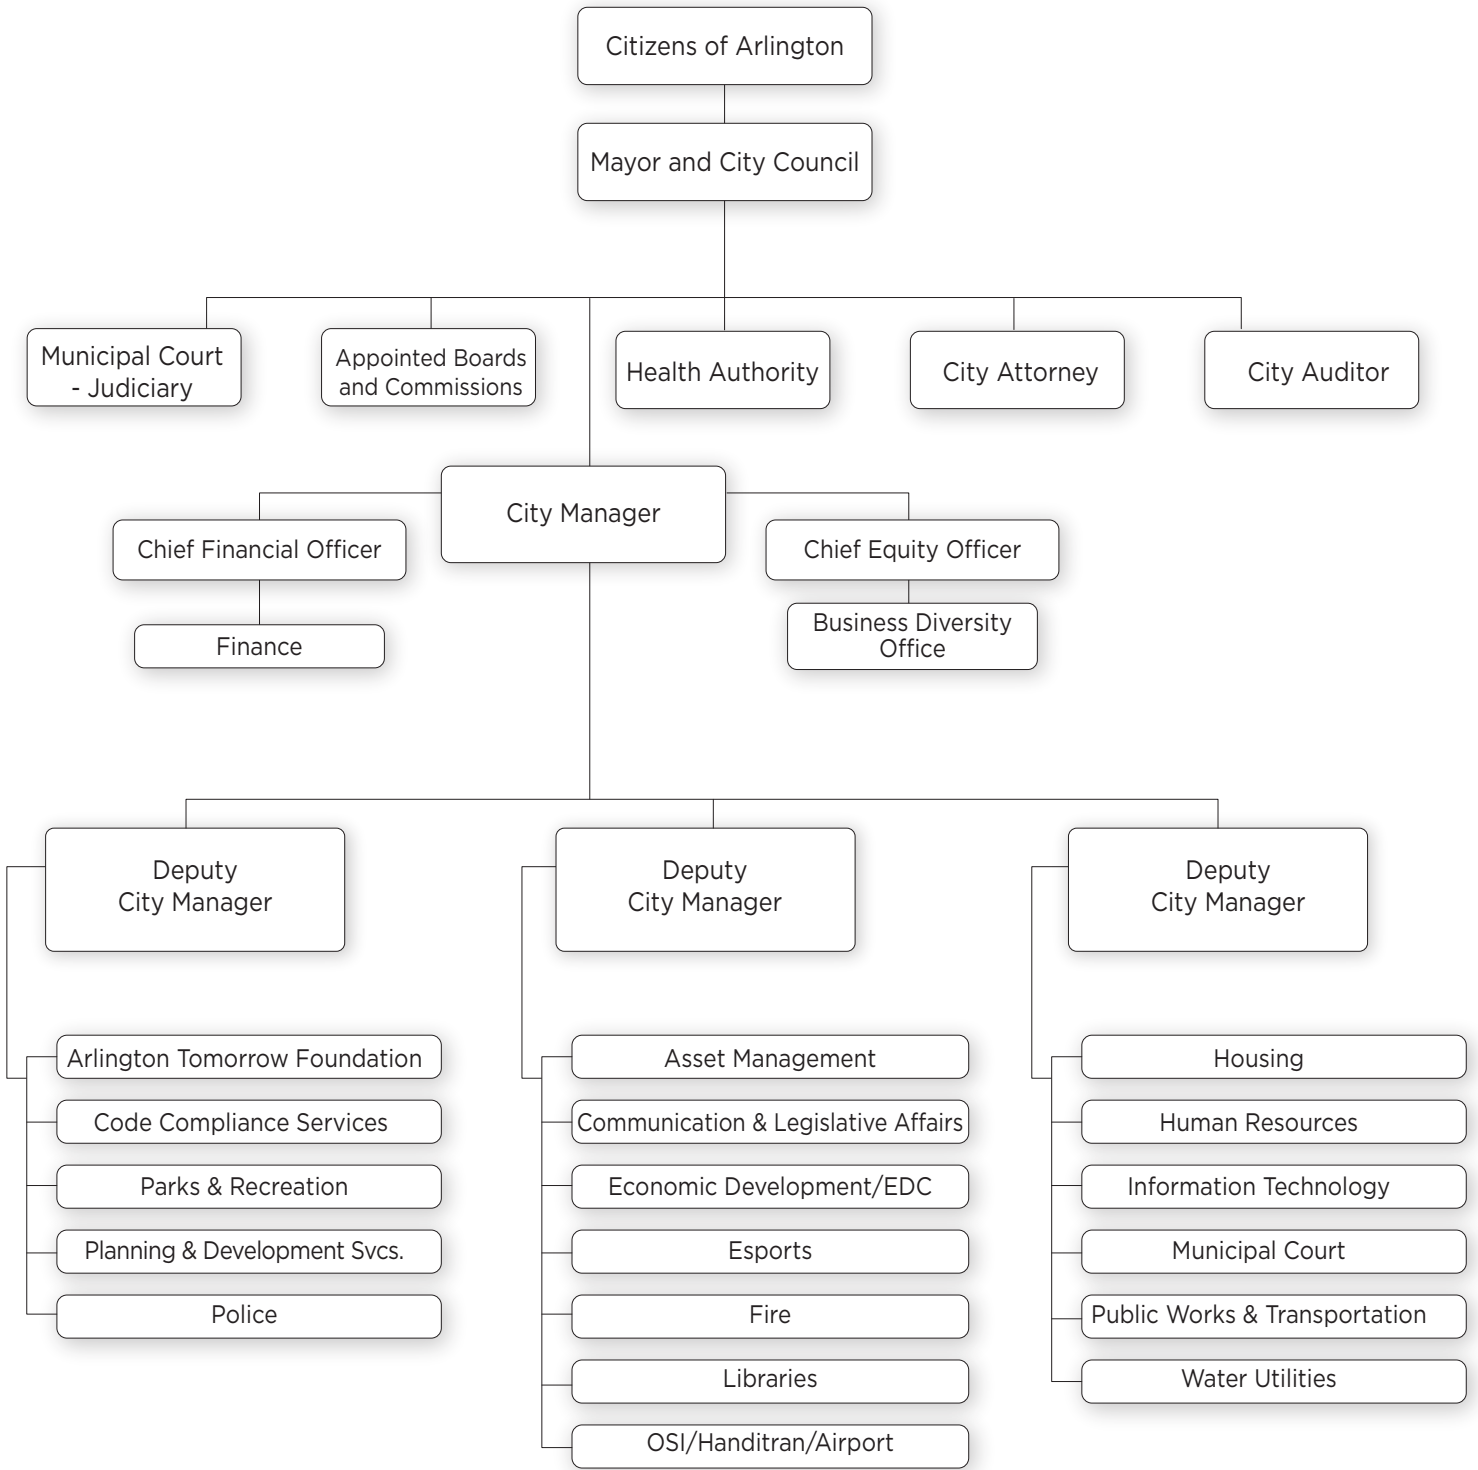 Citizens of Arlington
Mayor and City Council
Municipal Court
- Judiciary
Appointed Boards
and Commissions
Health Authority
City Attorney
City Auditor
City Manager
Chief Financial Officer
Chief Equity Officer
Finance
Business Diversity
Office
Deputy
City Manager
Arlington Tomorrow Foundation
Code Compliance Services
Parks & Recreation
Planning & Development Svcs.
Police
Deputy
City Manager
Asset Management
Communication & Legislative Affairs
Economic Development/EDC
Esports
Fire
Libraries
OSI/Handitran/Airport
Deputy
City Manager
Housing
Human Resources
Information Technology
Municipal Court
Public Works & Transportation
Water Utilities